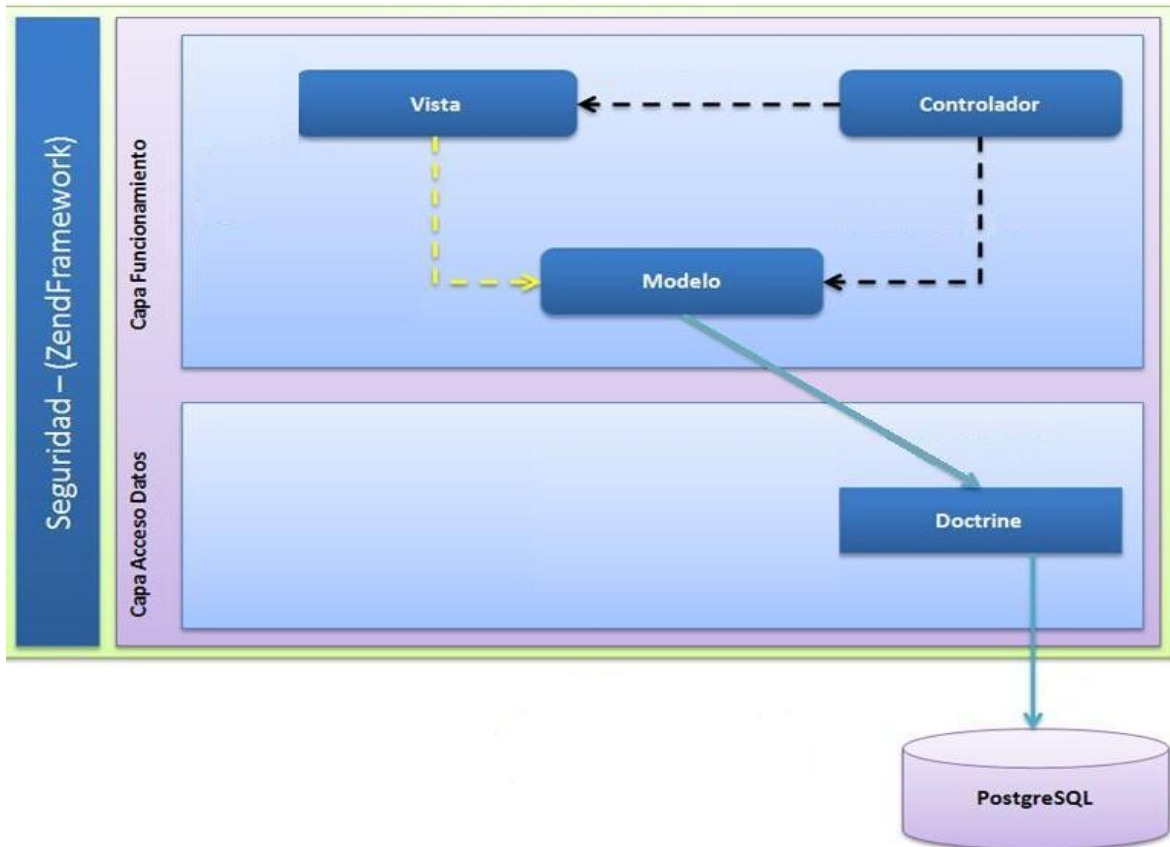 Seguridad – (ZendFramework)
Capa Funcionamiento
Vista
Controlador
Modelo
Capa Acceso Datos
Doctrine
PostgreSQL